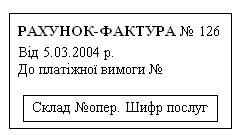 РАХУНОК-ФАКТУРА № 126
Від 5.03.2004 р.
До платіжної вимоги №
Склад №опер. Шифр послуг